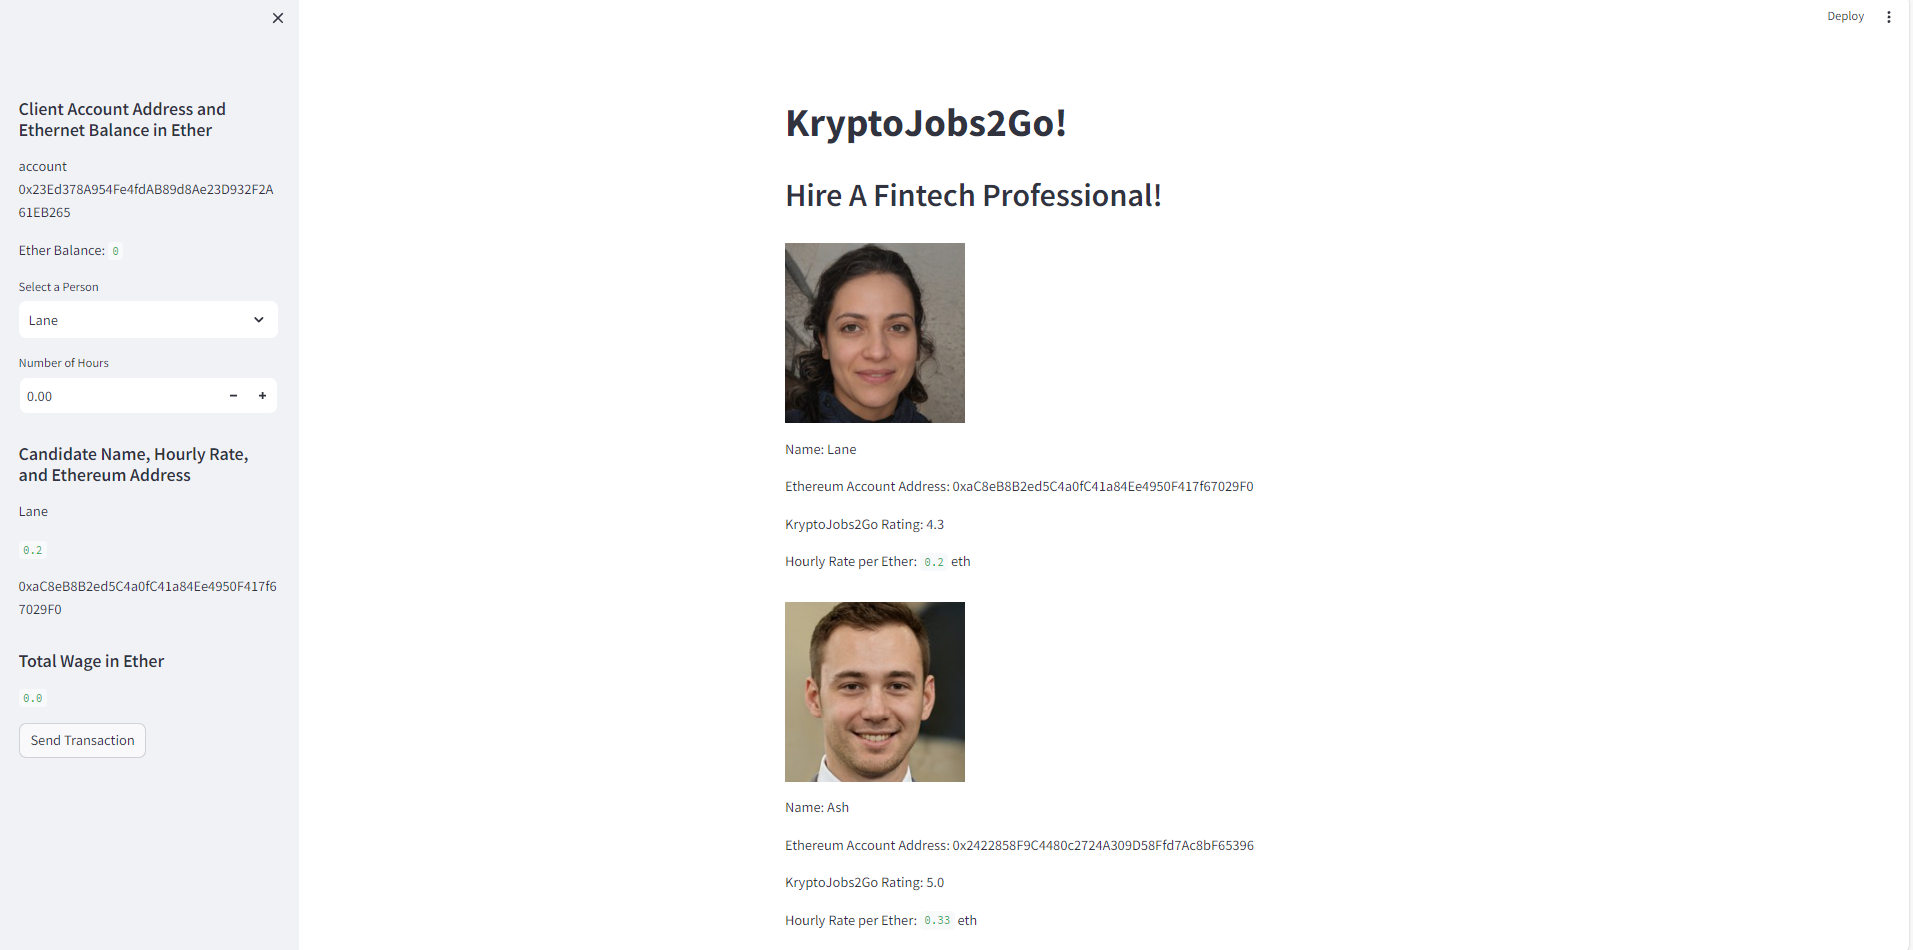 Deploy
Client Account Address and
Ethernet Balance in Ether
account
0x23Ed378A954Fe4fdAB89d8Ae23D932F2A
61EB265
Ether Balance: 0
Select a Person
Lane
Number of Hours
0.00
Candidate Name, Hourly Rate,
and Ethereum Address
Lane
0.2
0xaC8eB8B2ed5C4a0fC41a84Ee4950F417f6
7029F0
Total Wage in Ether
0.0
Send Transaction
KryptoJobs2Go!
Hire A Fintech Professional!
Name: Lane
Ethereum Account Address: 0xaC8eB8B2ed5C4a0fC41a84Ee4950F417f67029F0
KryptoJobs2Go Rating: 4.3
Hourly Rate per Ether: 0.2 eth
Name: Ash
Ethereum Account Address: 0x2422858F9C4480c2724A309D58Ffd7Ac8bF65396
KryptoJobs2Go Rating: 5.0
Hourly Rate per Ether: 0.33 eth